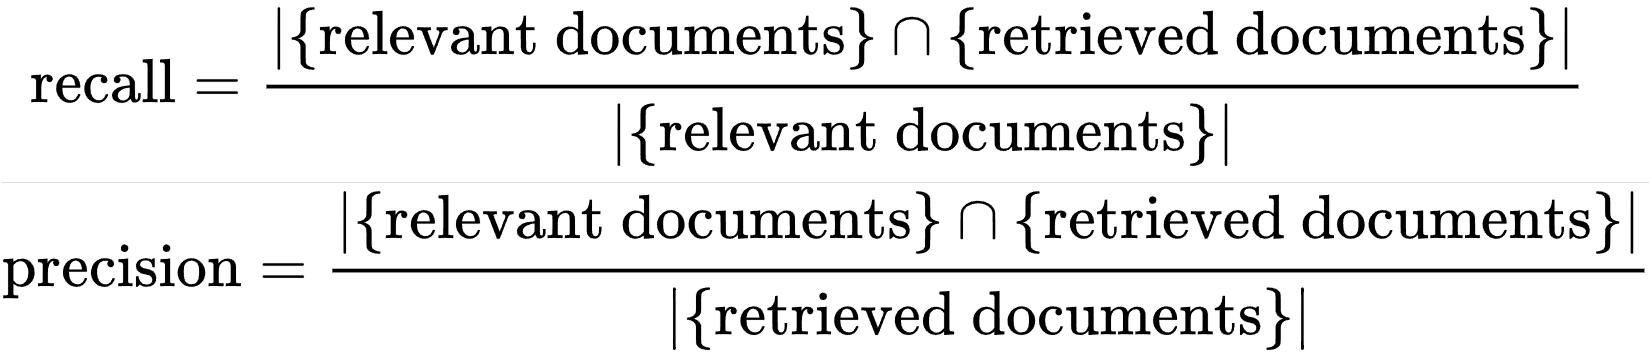 recall = |{relevant documents} ∩ {retrieved documents}| / |{relevant documents}|
precision = |{relevant documents} ∩ {retrieved documents}| / |{retrieved documents}|